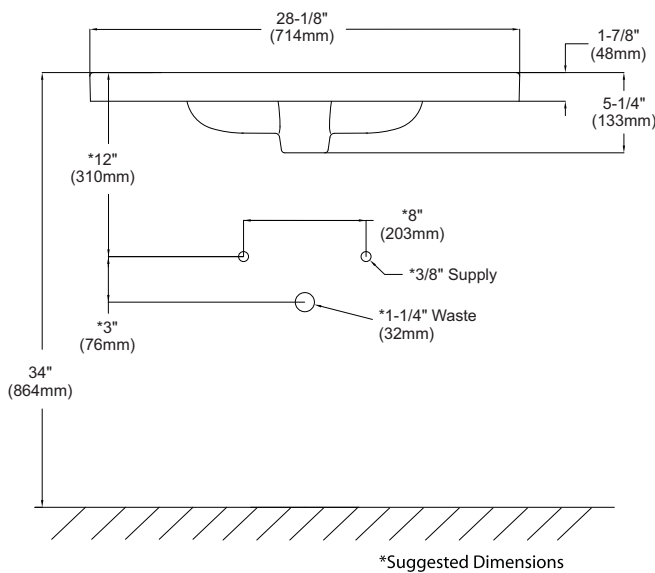 28-1/8"
(714mm)
1-7/8"
(48mm)
5-1/4"
(133mm)
*12"
(310mm)
*8"
(203mm)
*3/8" Supply
*1-1/4" Waste
(32mm)
*3"
(76mm)
34"
(864mm)
*Suggested Dimensions